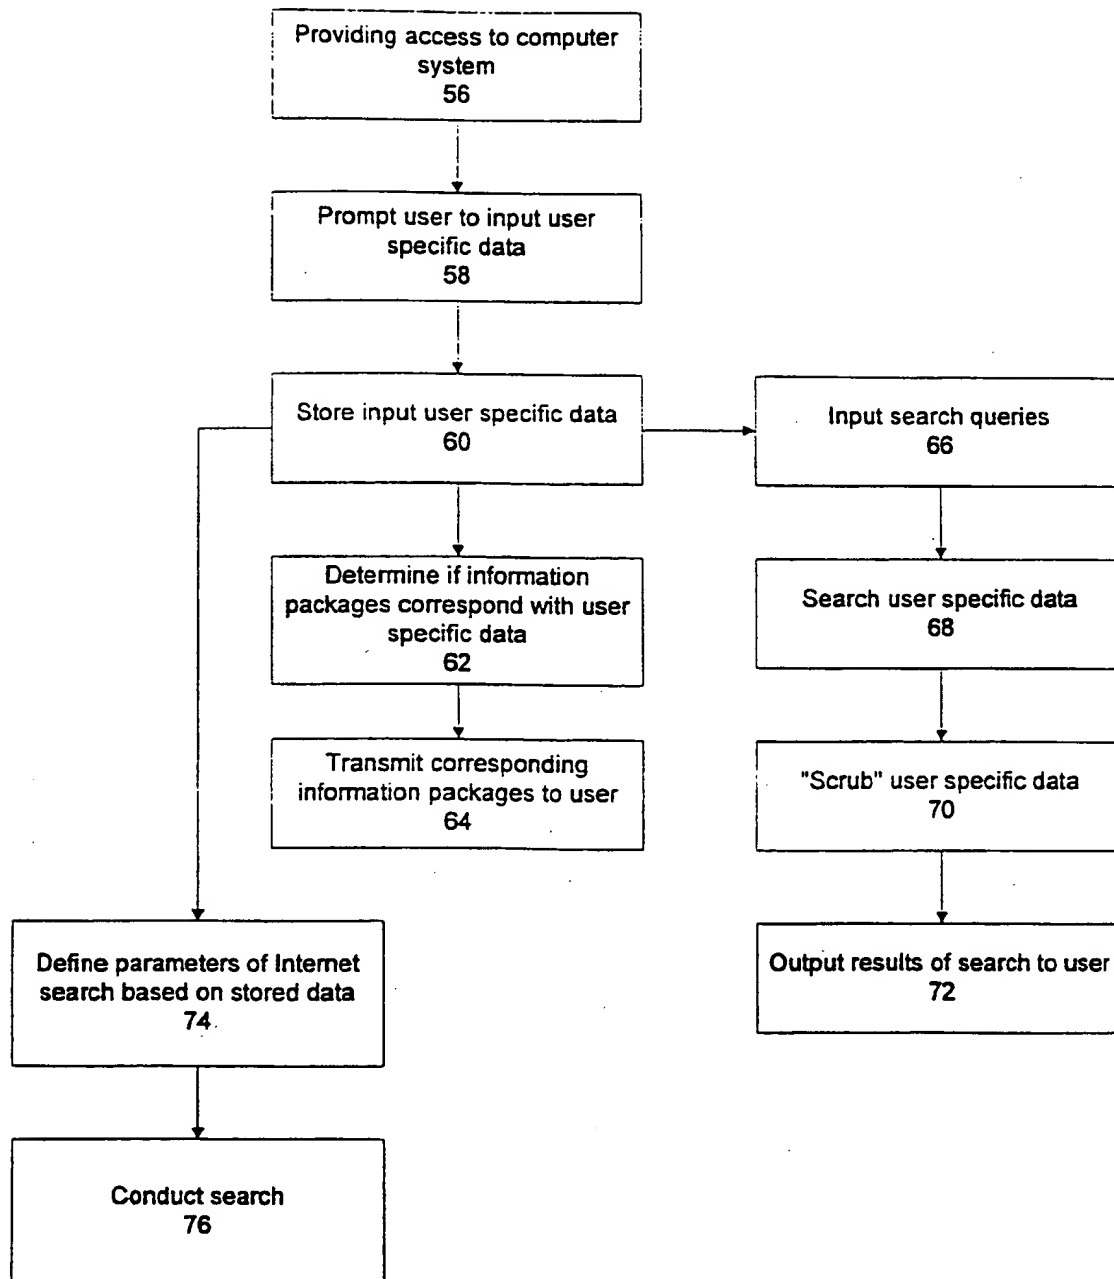 Providing access to computer
system
56
Prompt user to input user
specific data
58
Store input user specific data
60
Input search queries
66
Determine if information
packages correspond with user
specific data
62
Search user specific data
68
Transmit corresponding
information packages to user
64
"Scrub" user specific data
70
Define parameters of Internet
search based on stored data
74
Output results of search to user
72
Conduct search
76